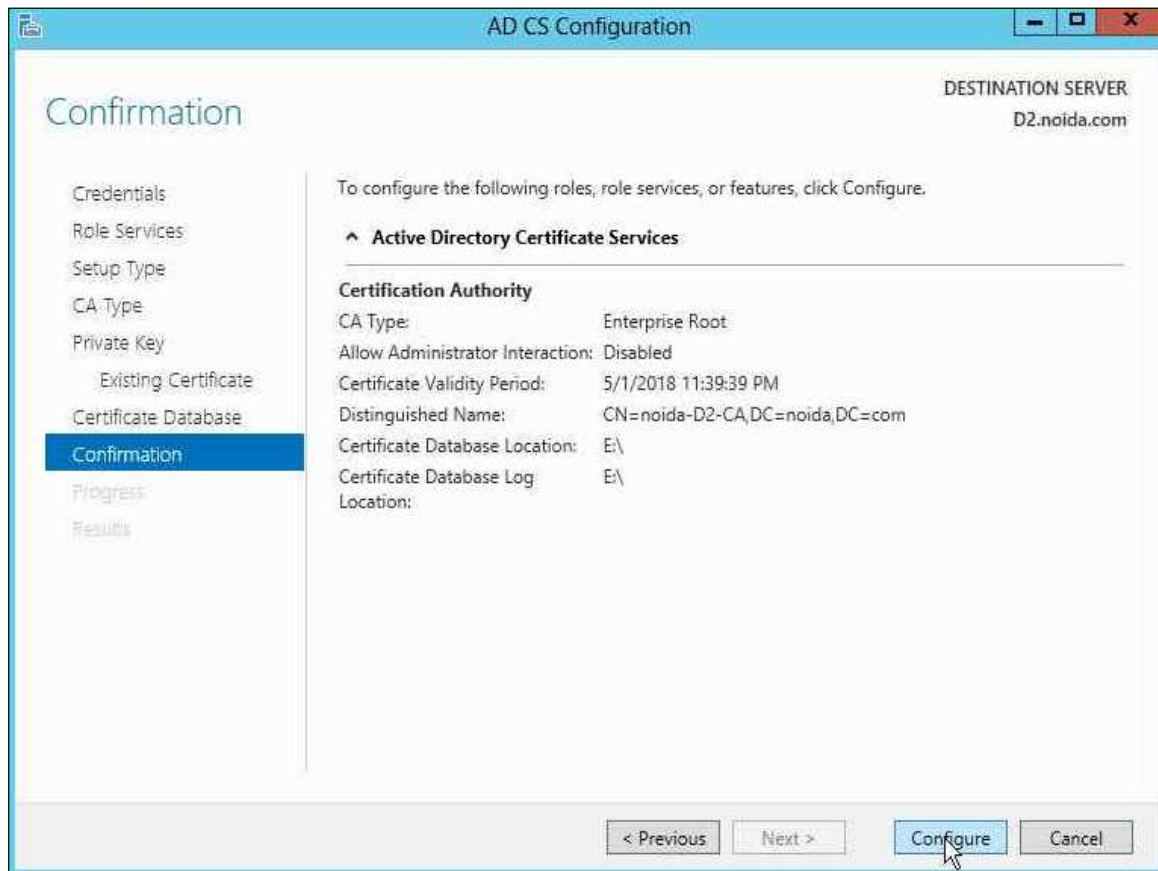 AD CS Configuration
Confirmation
DESTINATION SERVER
D2.noida.com
Credentials
Role Services
Setup Type
CA Type
Private Key
Existing Certificate
Certificate Database
Confirmation
Progress
Results
To configure the following roles, role services, or features, click Configure.
Active Directory Certificate Services
Certification Authority
CA Type: Enterprise Root
Allow Administrator Interaction: Disabled
Certificate Validity Period: 5/1/2018 11:39:39 PM
Distinguished Name: CN=noida-D2-CA,DC=noida,DC=com
Certificate Database Location: E:\
Certificate Database Log E:\
Location:
< Previous Next > Configure Cancel